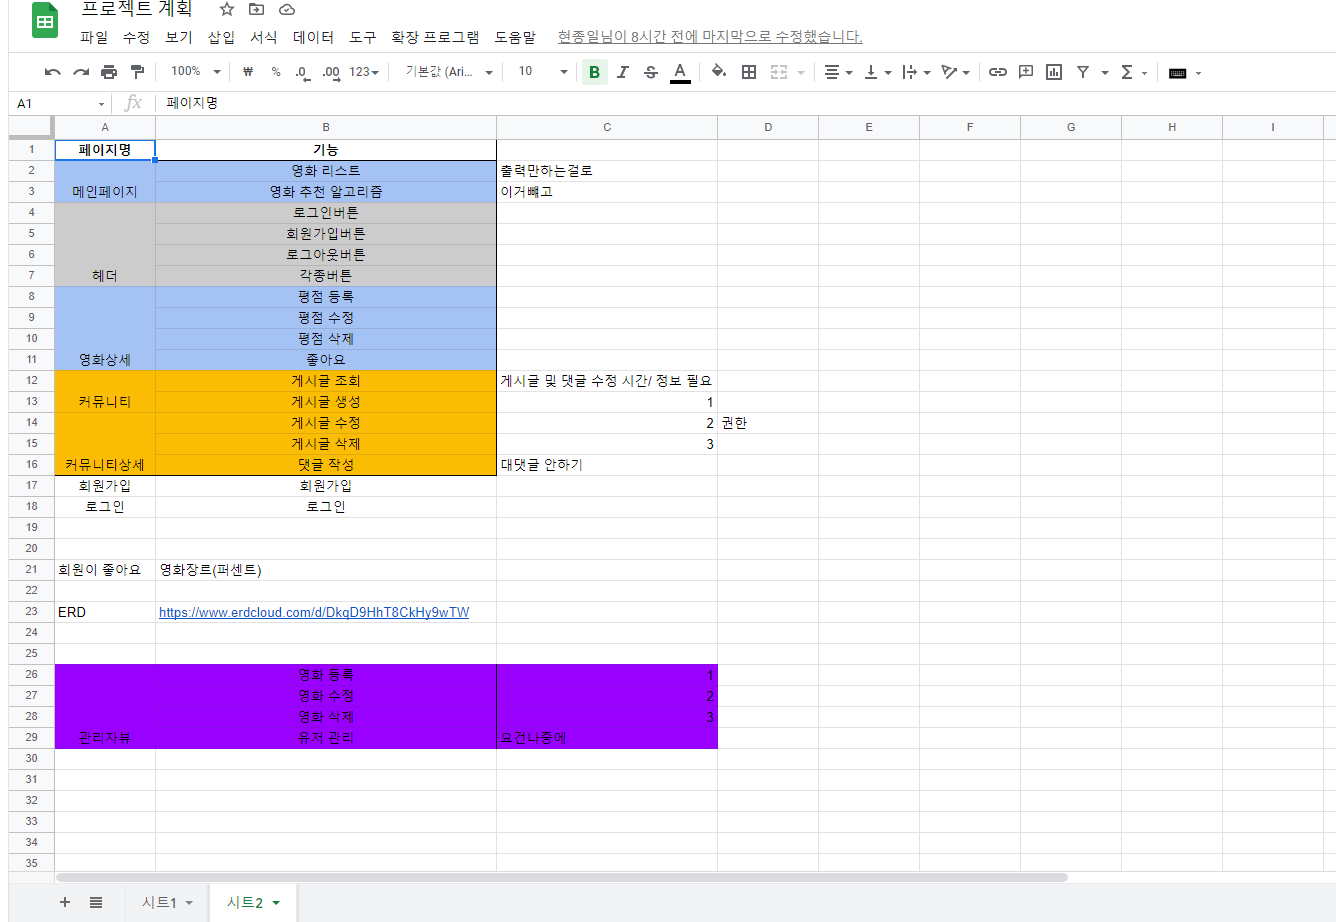 프로젝트 계획
파일 수정 보기 삽입 서식 데이터 도구 확장 프로그램 도움말 현종일님이 8시간 전에 마지막으로 수정했습니다.
100% ₩ % .0 .00 123 기본값 (Ari... 10 B I S A
A1 fx 페이지명
A B C D E F G H I
1 페이지명 기능
2 영화 리스트 출력만하는걸로
3 메인페이지 영화 추천 알고리즘 이거빼고
4 로그인버튼
5 회원가입버튼
6 로그아웃버튼
7 헤더 각종버튼
8 평점 등록
9 평점 수정
10 평점 삭제
11 영화상세 좋아요
12 게시글 조회 게시글 및 댓글 수정 시간/ 정보 필요
13 커뮤니티 게시글 생성 1
14 게시글 수정 2 권한
15 게시글 삭제 3
16 커뮤니티상세 댓글 작성 대댓글 안하기
17 회원가입 회원가입
18 로그인 로그인
19
20
21 회원이 좋아요 영화장르(퍼센트)
22
23 ERD https://www.erdcloud.com/d/DkqD9HhT8CkHy9wTW
24
25
26 영화 등록 1
27 영화 수정 2
28 영화 삭제 3
29 관리자뷰 유저 관리 요건나중에
30
31
32
33
34
35
+ 시트1 시트2